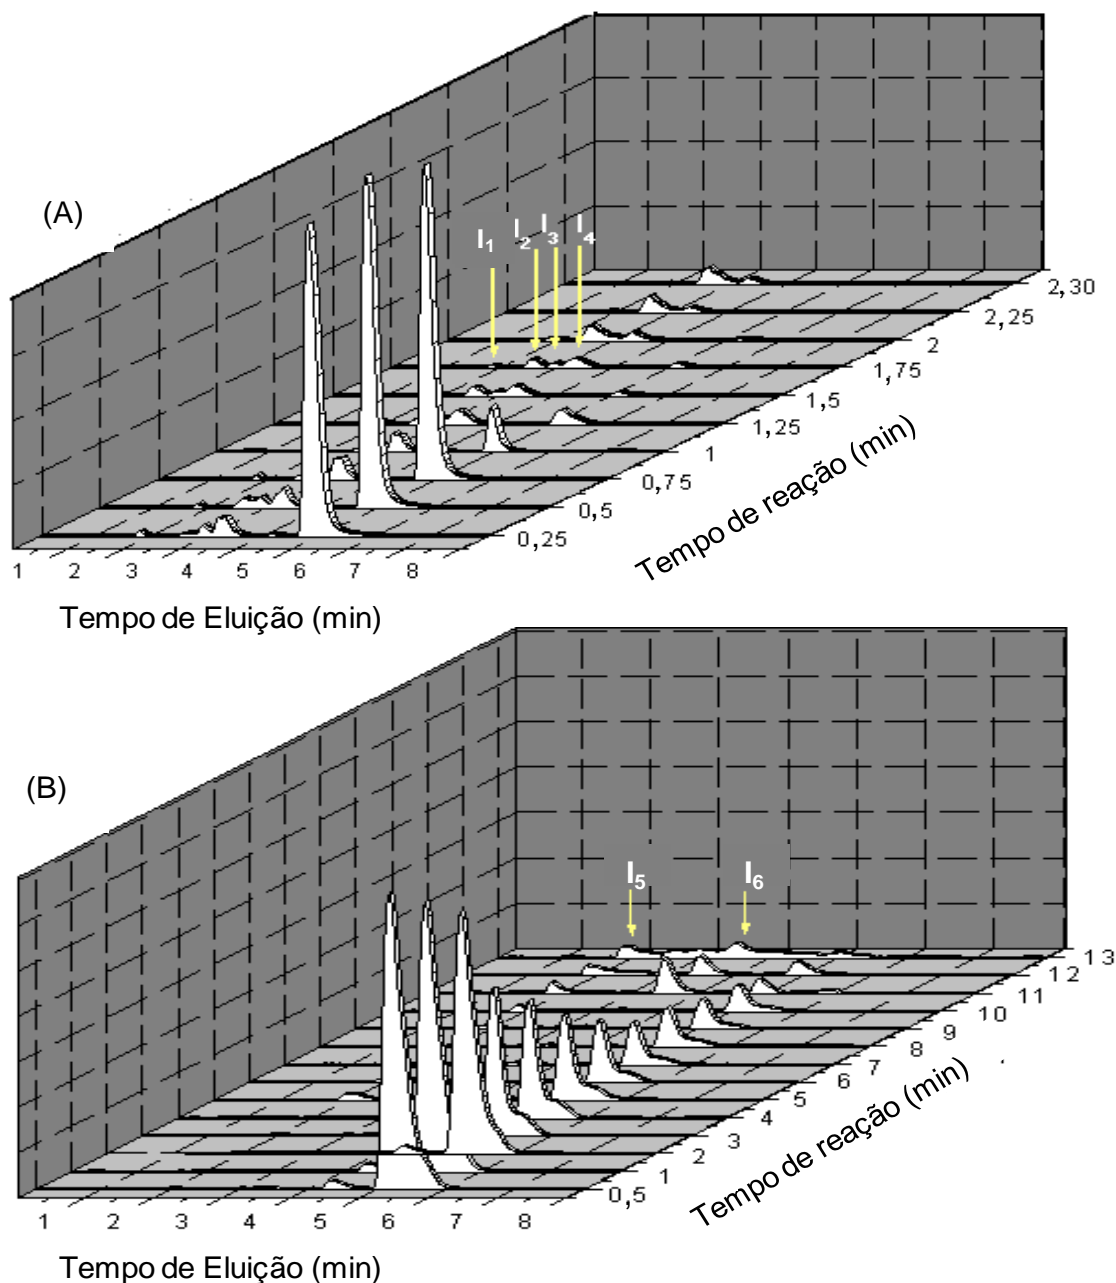 (A)
I1 I2 I3 I4
2,30
2,25
2
1,75
1,5
1,25
1
0,75
0,5
0,25
Tempo de reação (min)
1 2 3 4 5 6 7 8
Tempo de Eluição (min)
(B)
I5 I6
13
12
11
10
9
8
7
6
5
4
3
2
1
0,5
Tempo de reação (min)
1 2 3 4 5 6 7 8
Tempo de Eluição (min)